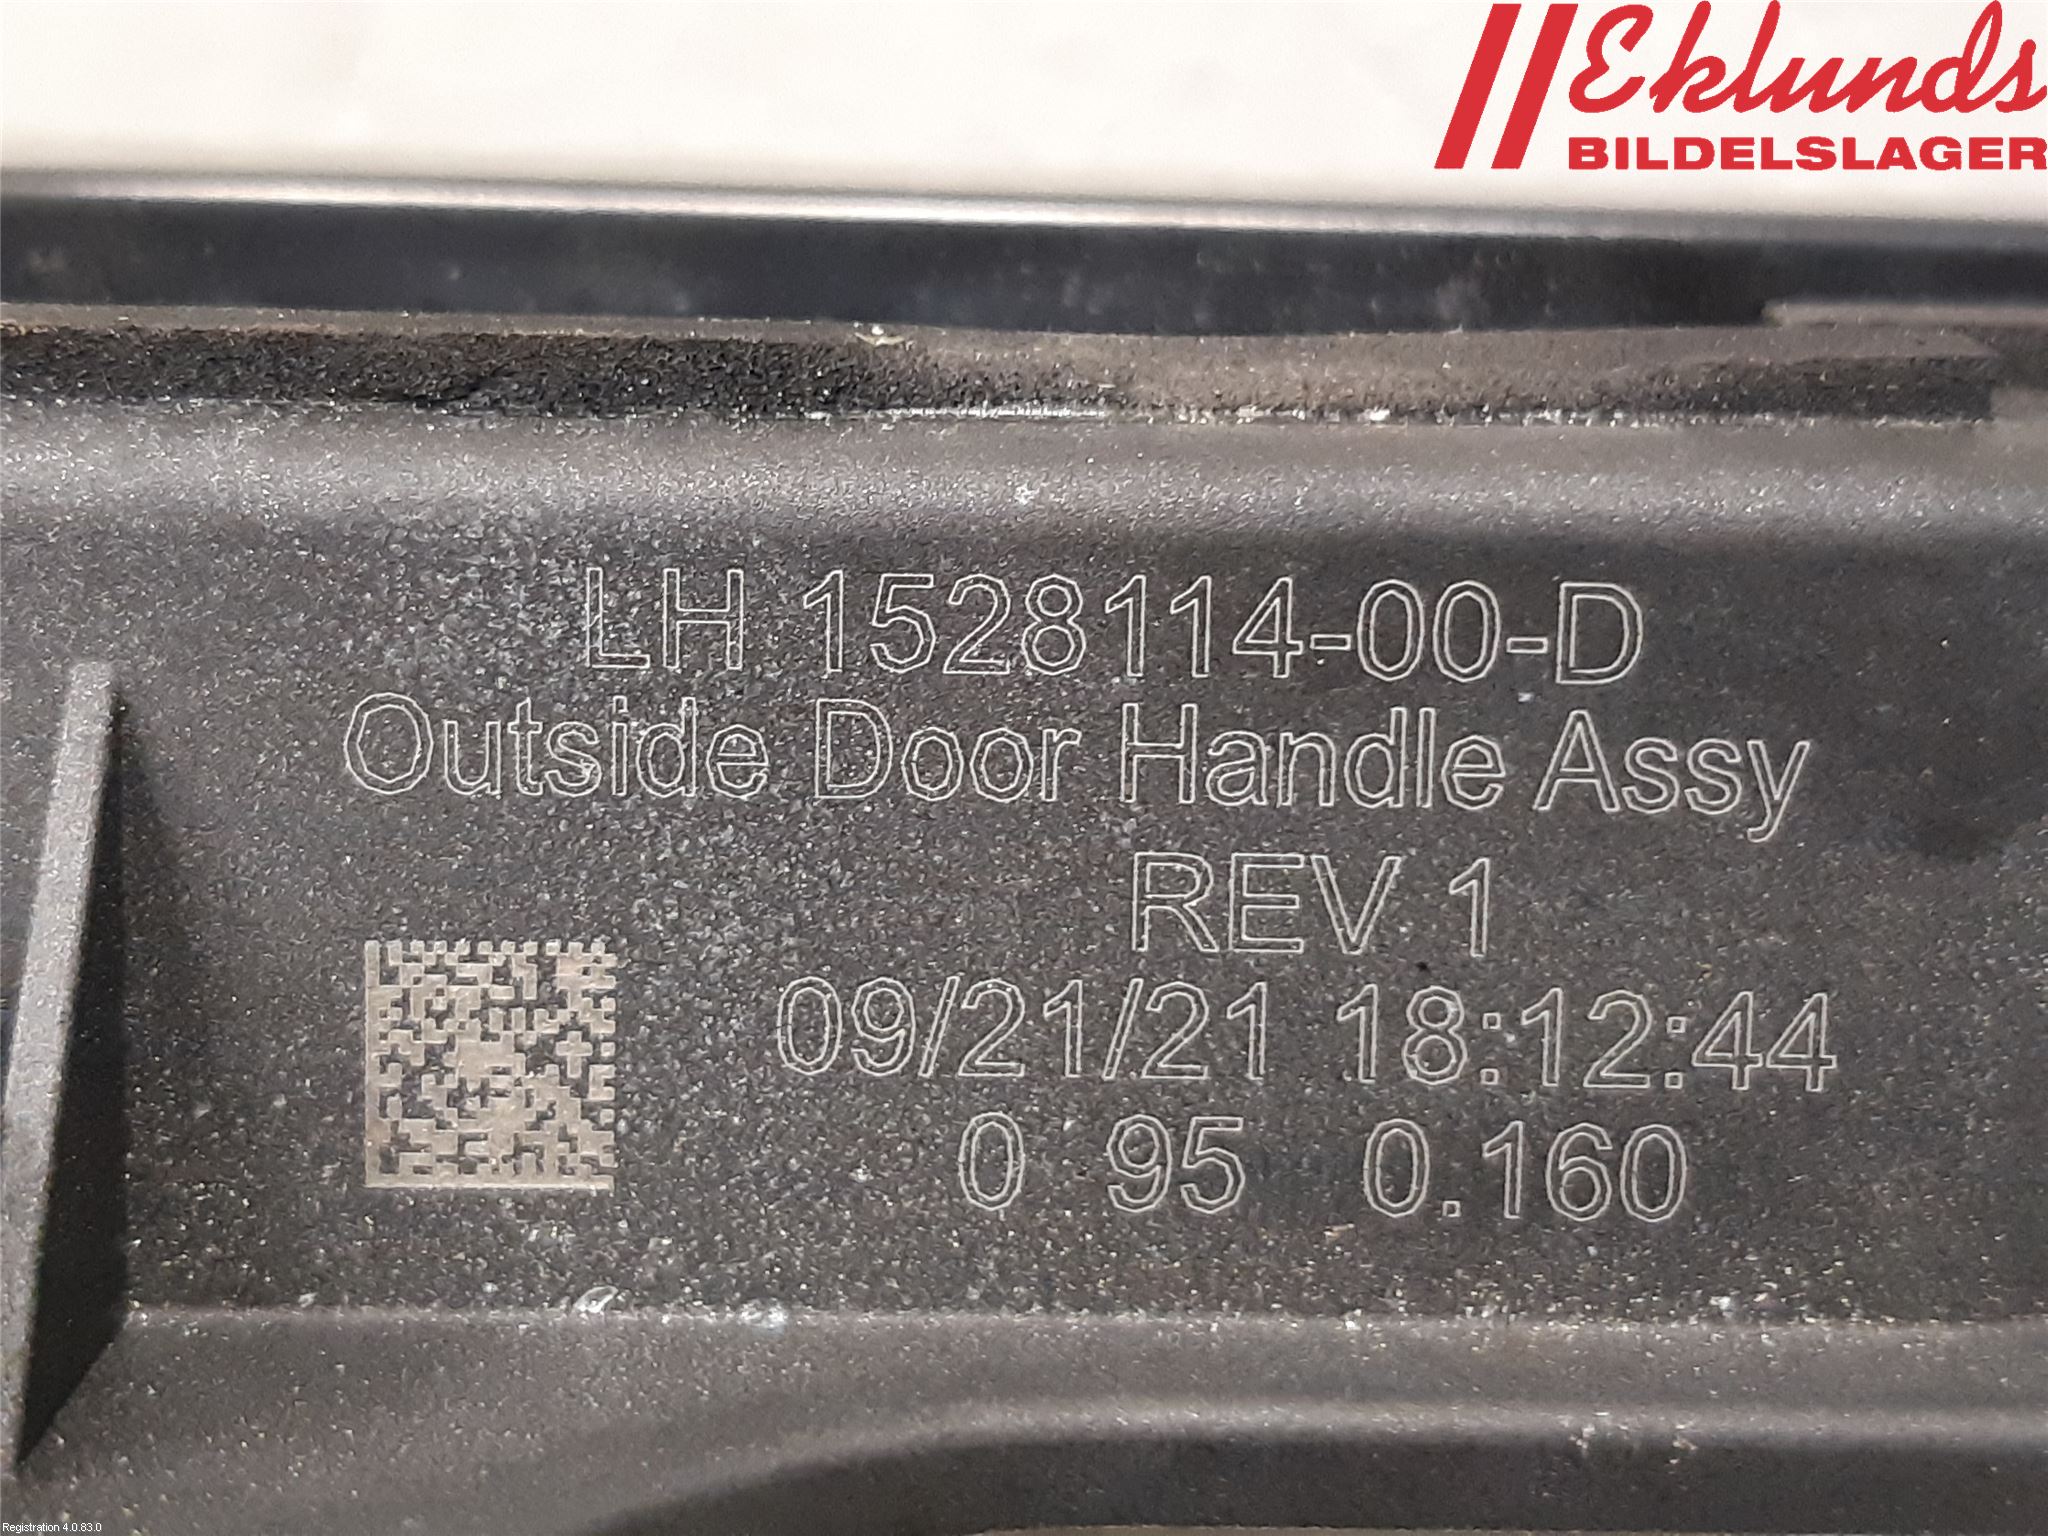 Eklunds
BILDELSLAGER
LH 1528114-00-D
Outside Door Handle Assy
REV 1
09/21/21 18:12:44
0 95 0.160
Registration 4.0.83.0